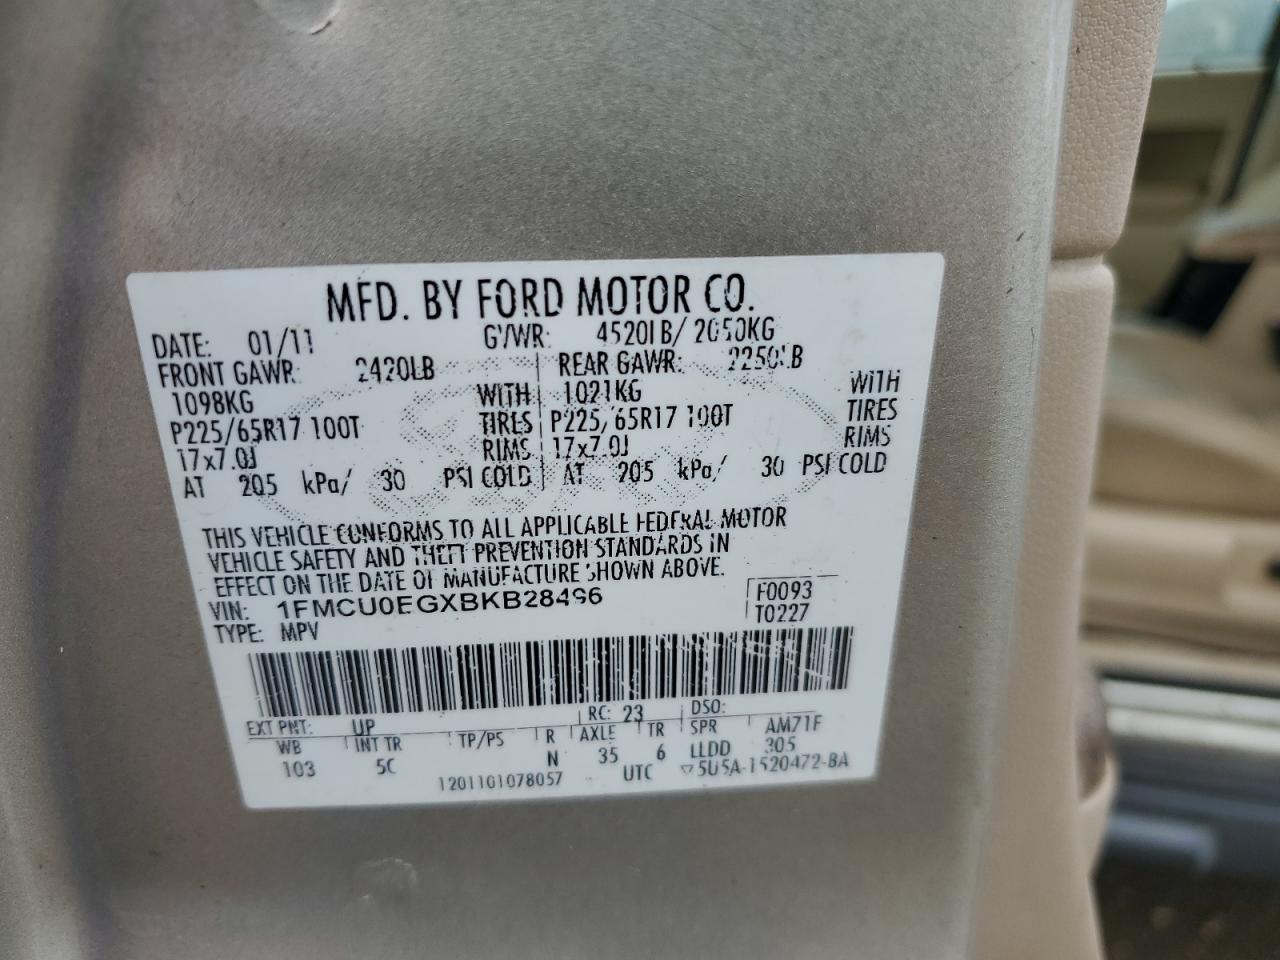 MFD. BY FORD MOTOR CO.
DATE: 01/11 GVWR: 4520LB/ 2050KG
FRONT GAWR: 2420LB REAR GAWR: 2250LB
1098KG WITH 1021KG WITH
P225/65R17 100T TIRES P225/65R17 100T TIRES
17x7.0J RIMS 17x7.0J RIMS
AT 205 kPa/ 30 PSI COLD AT 205 kPa/ 30 PSI COLD
THIS VEHICLE CONFORMS TO ALL APPLICABLE FEDERAL MOTOR
VEHICLE SAFETY AND THEFT PREVENTION STANDARDS IN
EFFECT ON THE DATE OF MANUFACTURE SHOWN ABOVE.
VIN: 1FMCU0EGXBKB28496 F0093
TYPE: MPV T0227
EXT PNT: UP RC: 23 DSO:
WB INT TR TP/PS R AXLE TR SPR AM71F
103 5C N 35 6 LLDD 305
1201101078057 UTC ▽5U5A-1520472-BA